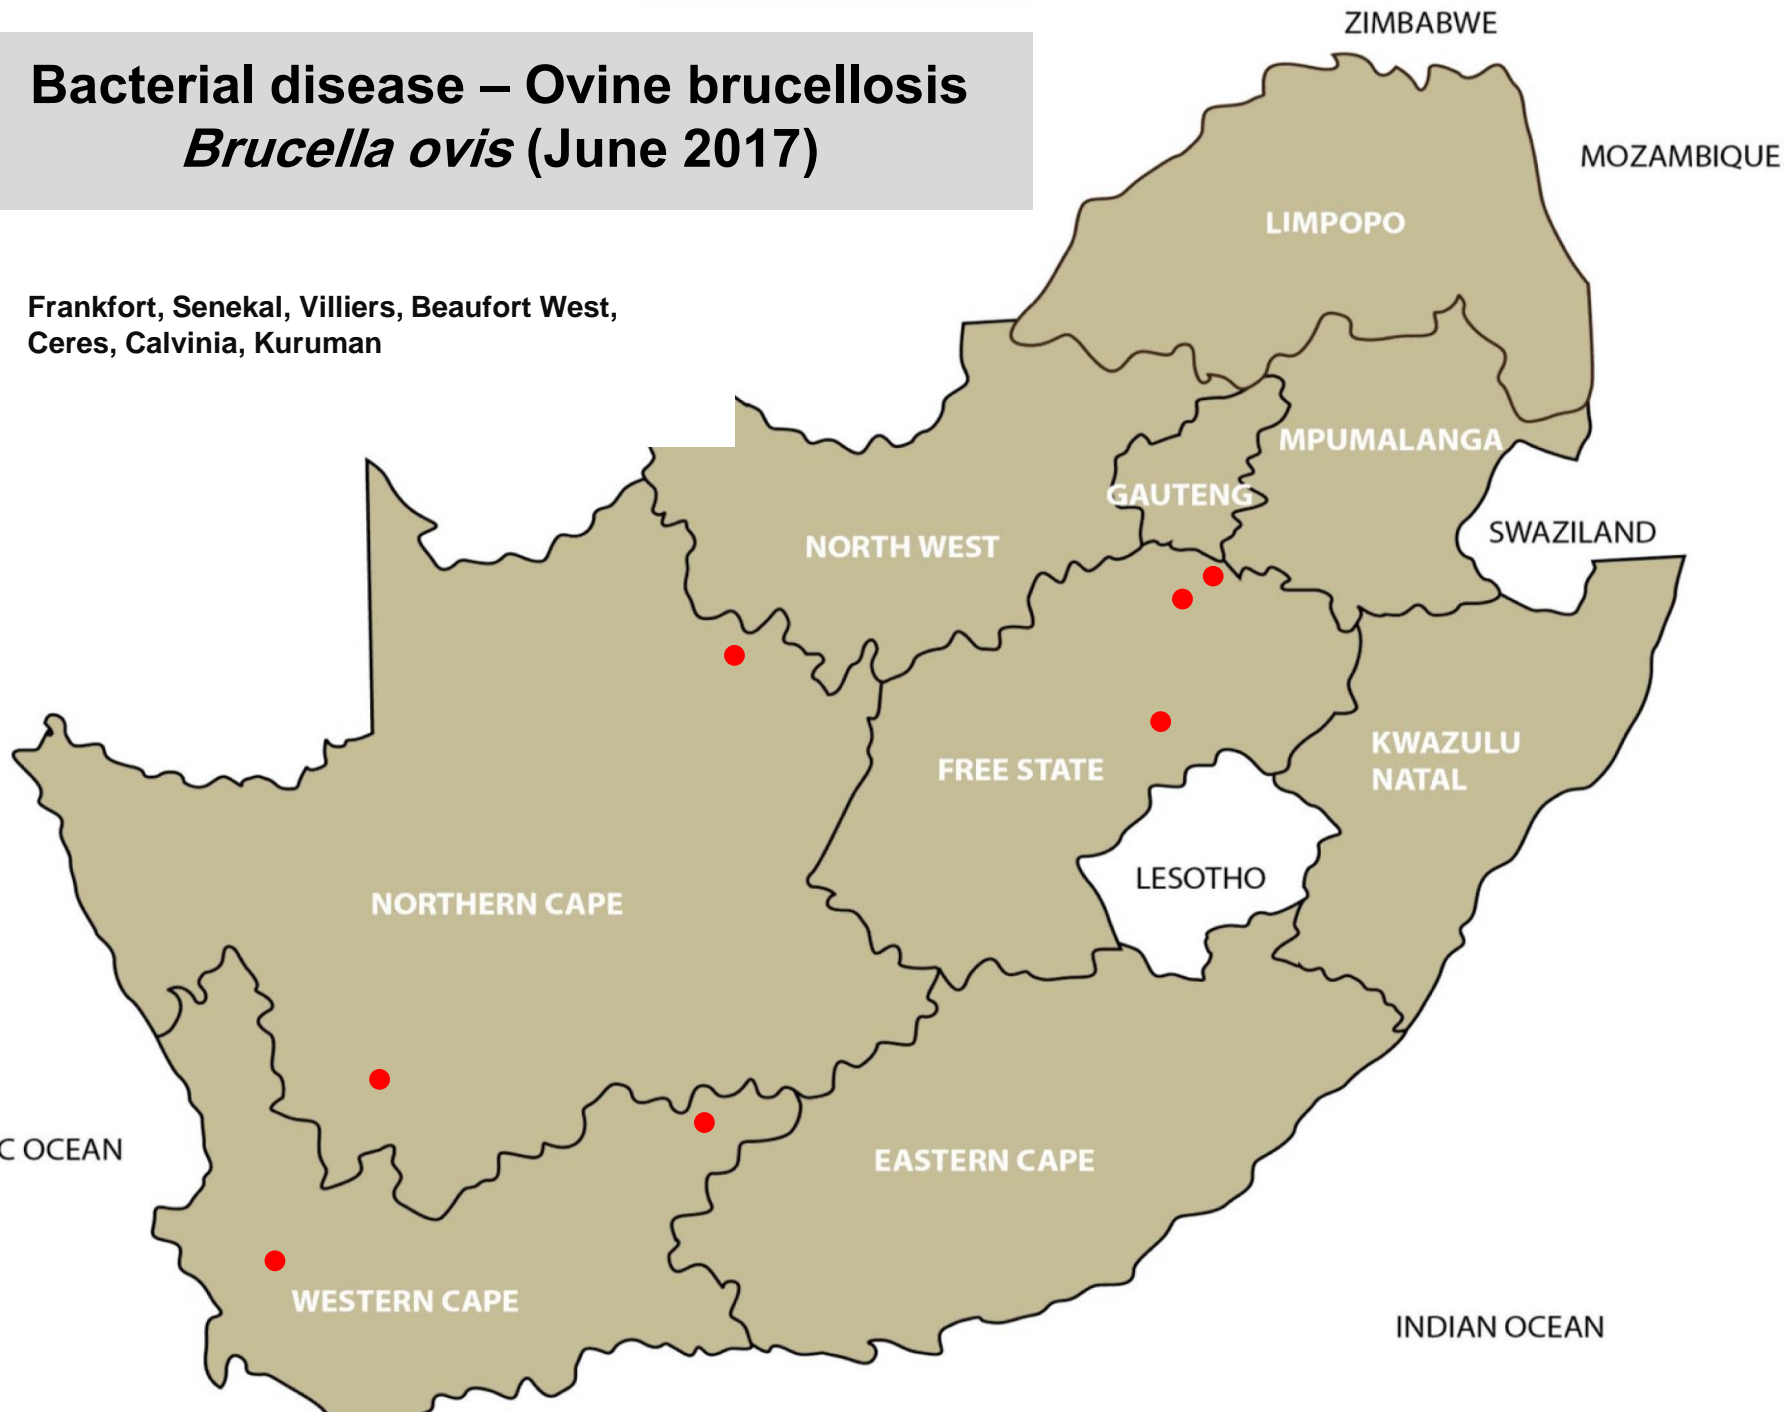 ZIMBABWE
Bacterial disease – Ovine brucellosis
Brucella ovis (June 2017)
MOZAMBIQUE
LIMPOPO
Frankfort, Senekal, Villiers, Beaufort West,
Ceres, Calvinia, Kuruman
MPUMALANGA
GAUTENG
SWAZILAND
NORTH WEST
KWAZULU
NATAL
FREE STATE
LESOTHO
NORTHERN CAPE
C OCEAN
EASTERN CAPE
WESTERN CAPE
INDIAN OCEAN